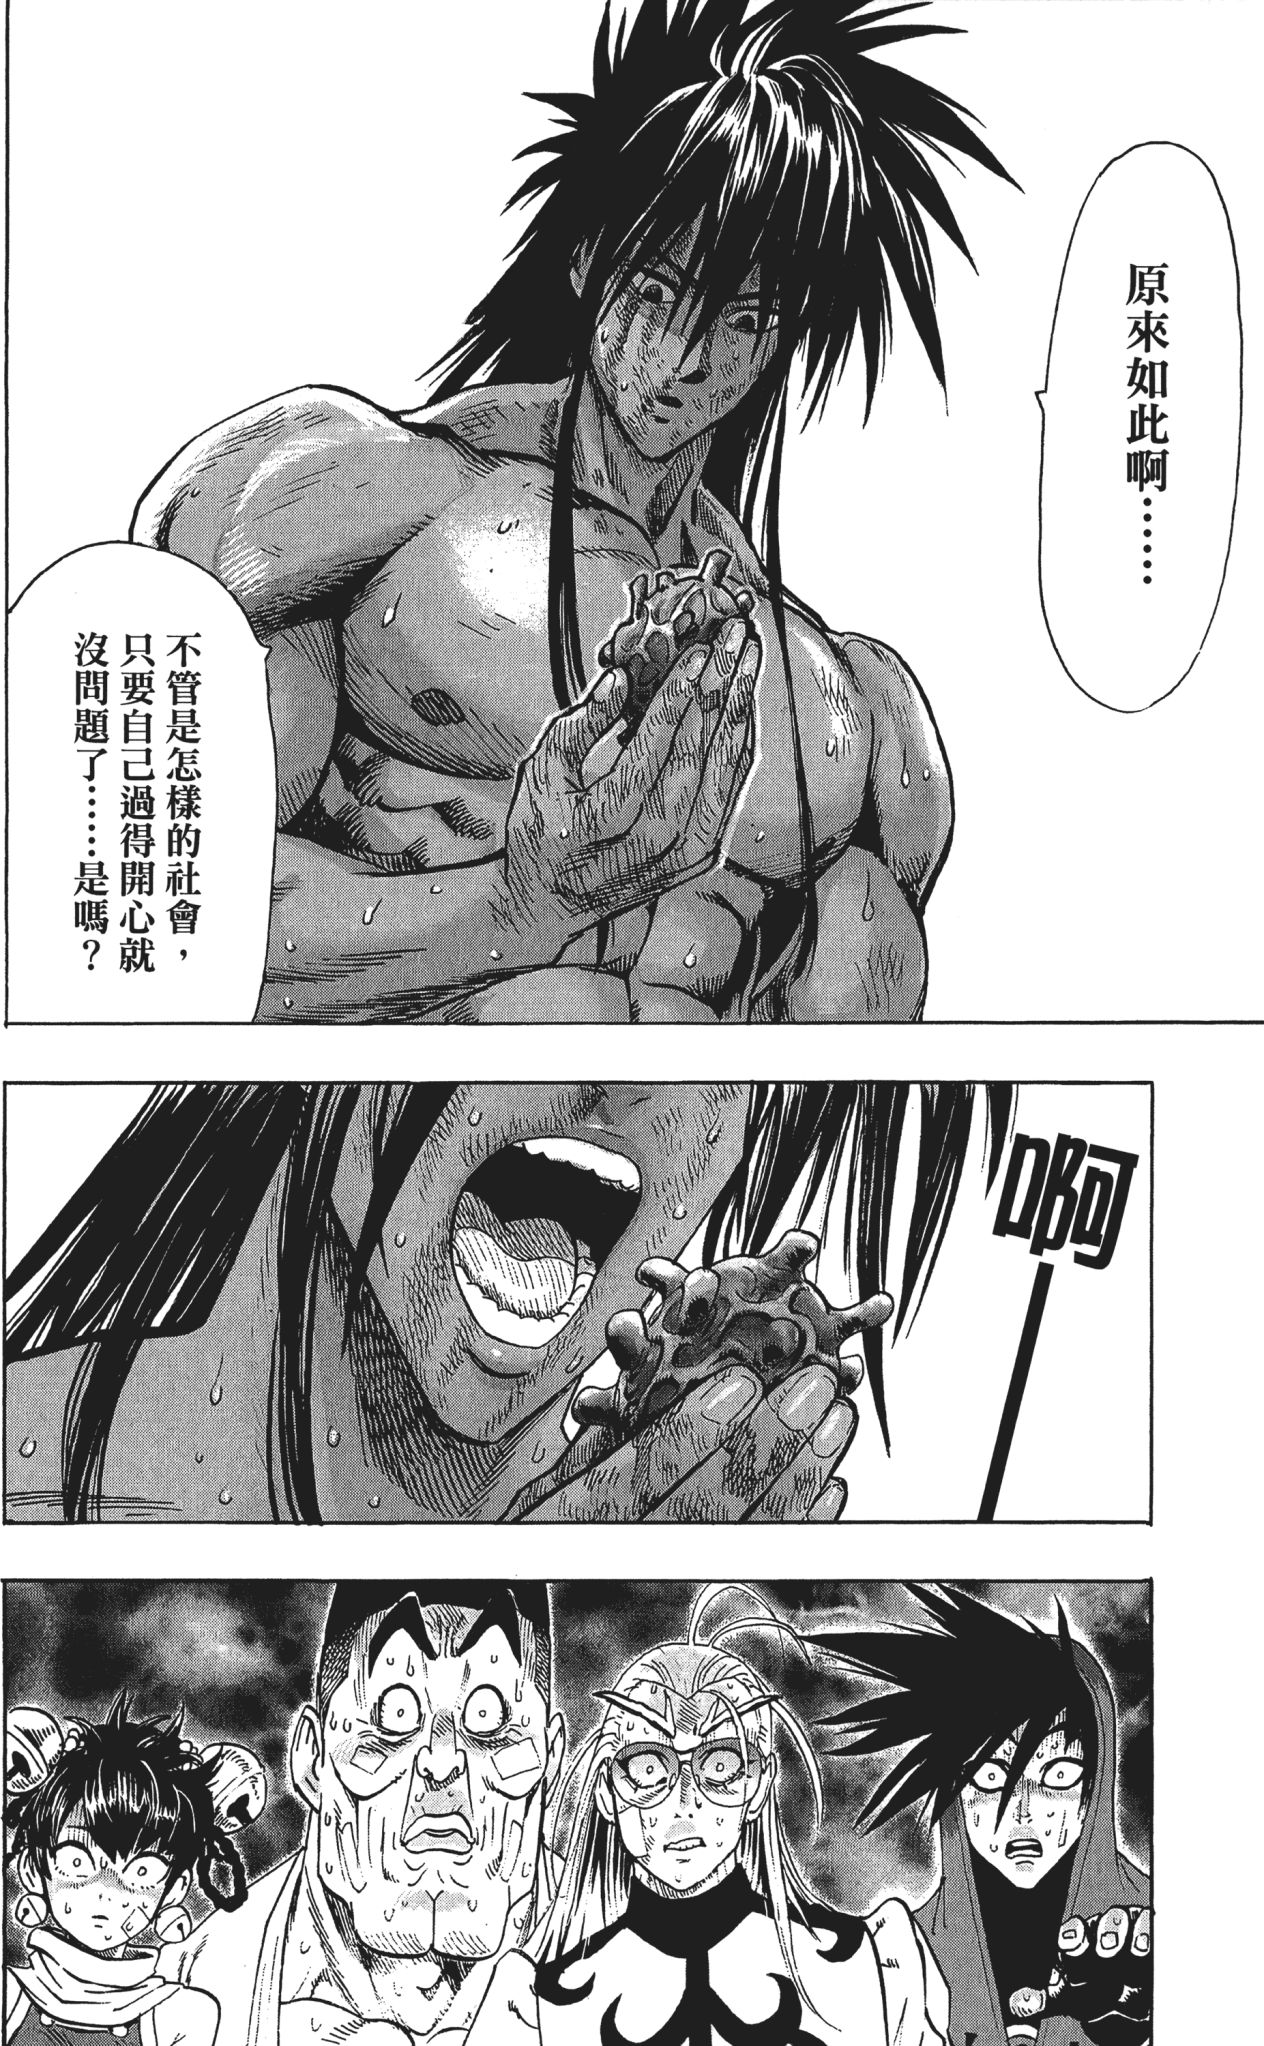 原來如此啊……
不管是怎樣的社會，
只要自己過得開心就
沒問題了……是嗎？
啊—